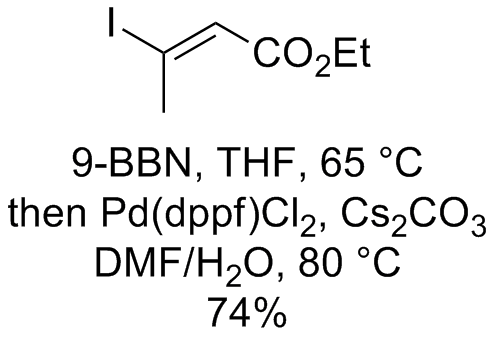 I
CO₂Et
9-BBN, THF, 65 °C
then Pd(dppf)Cl₂, Cs₂CO₃
DMF/H₂O, 80 °C
74%